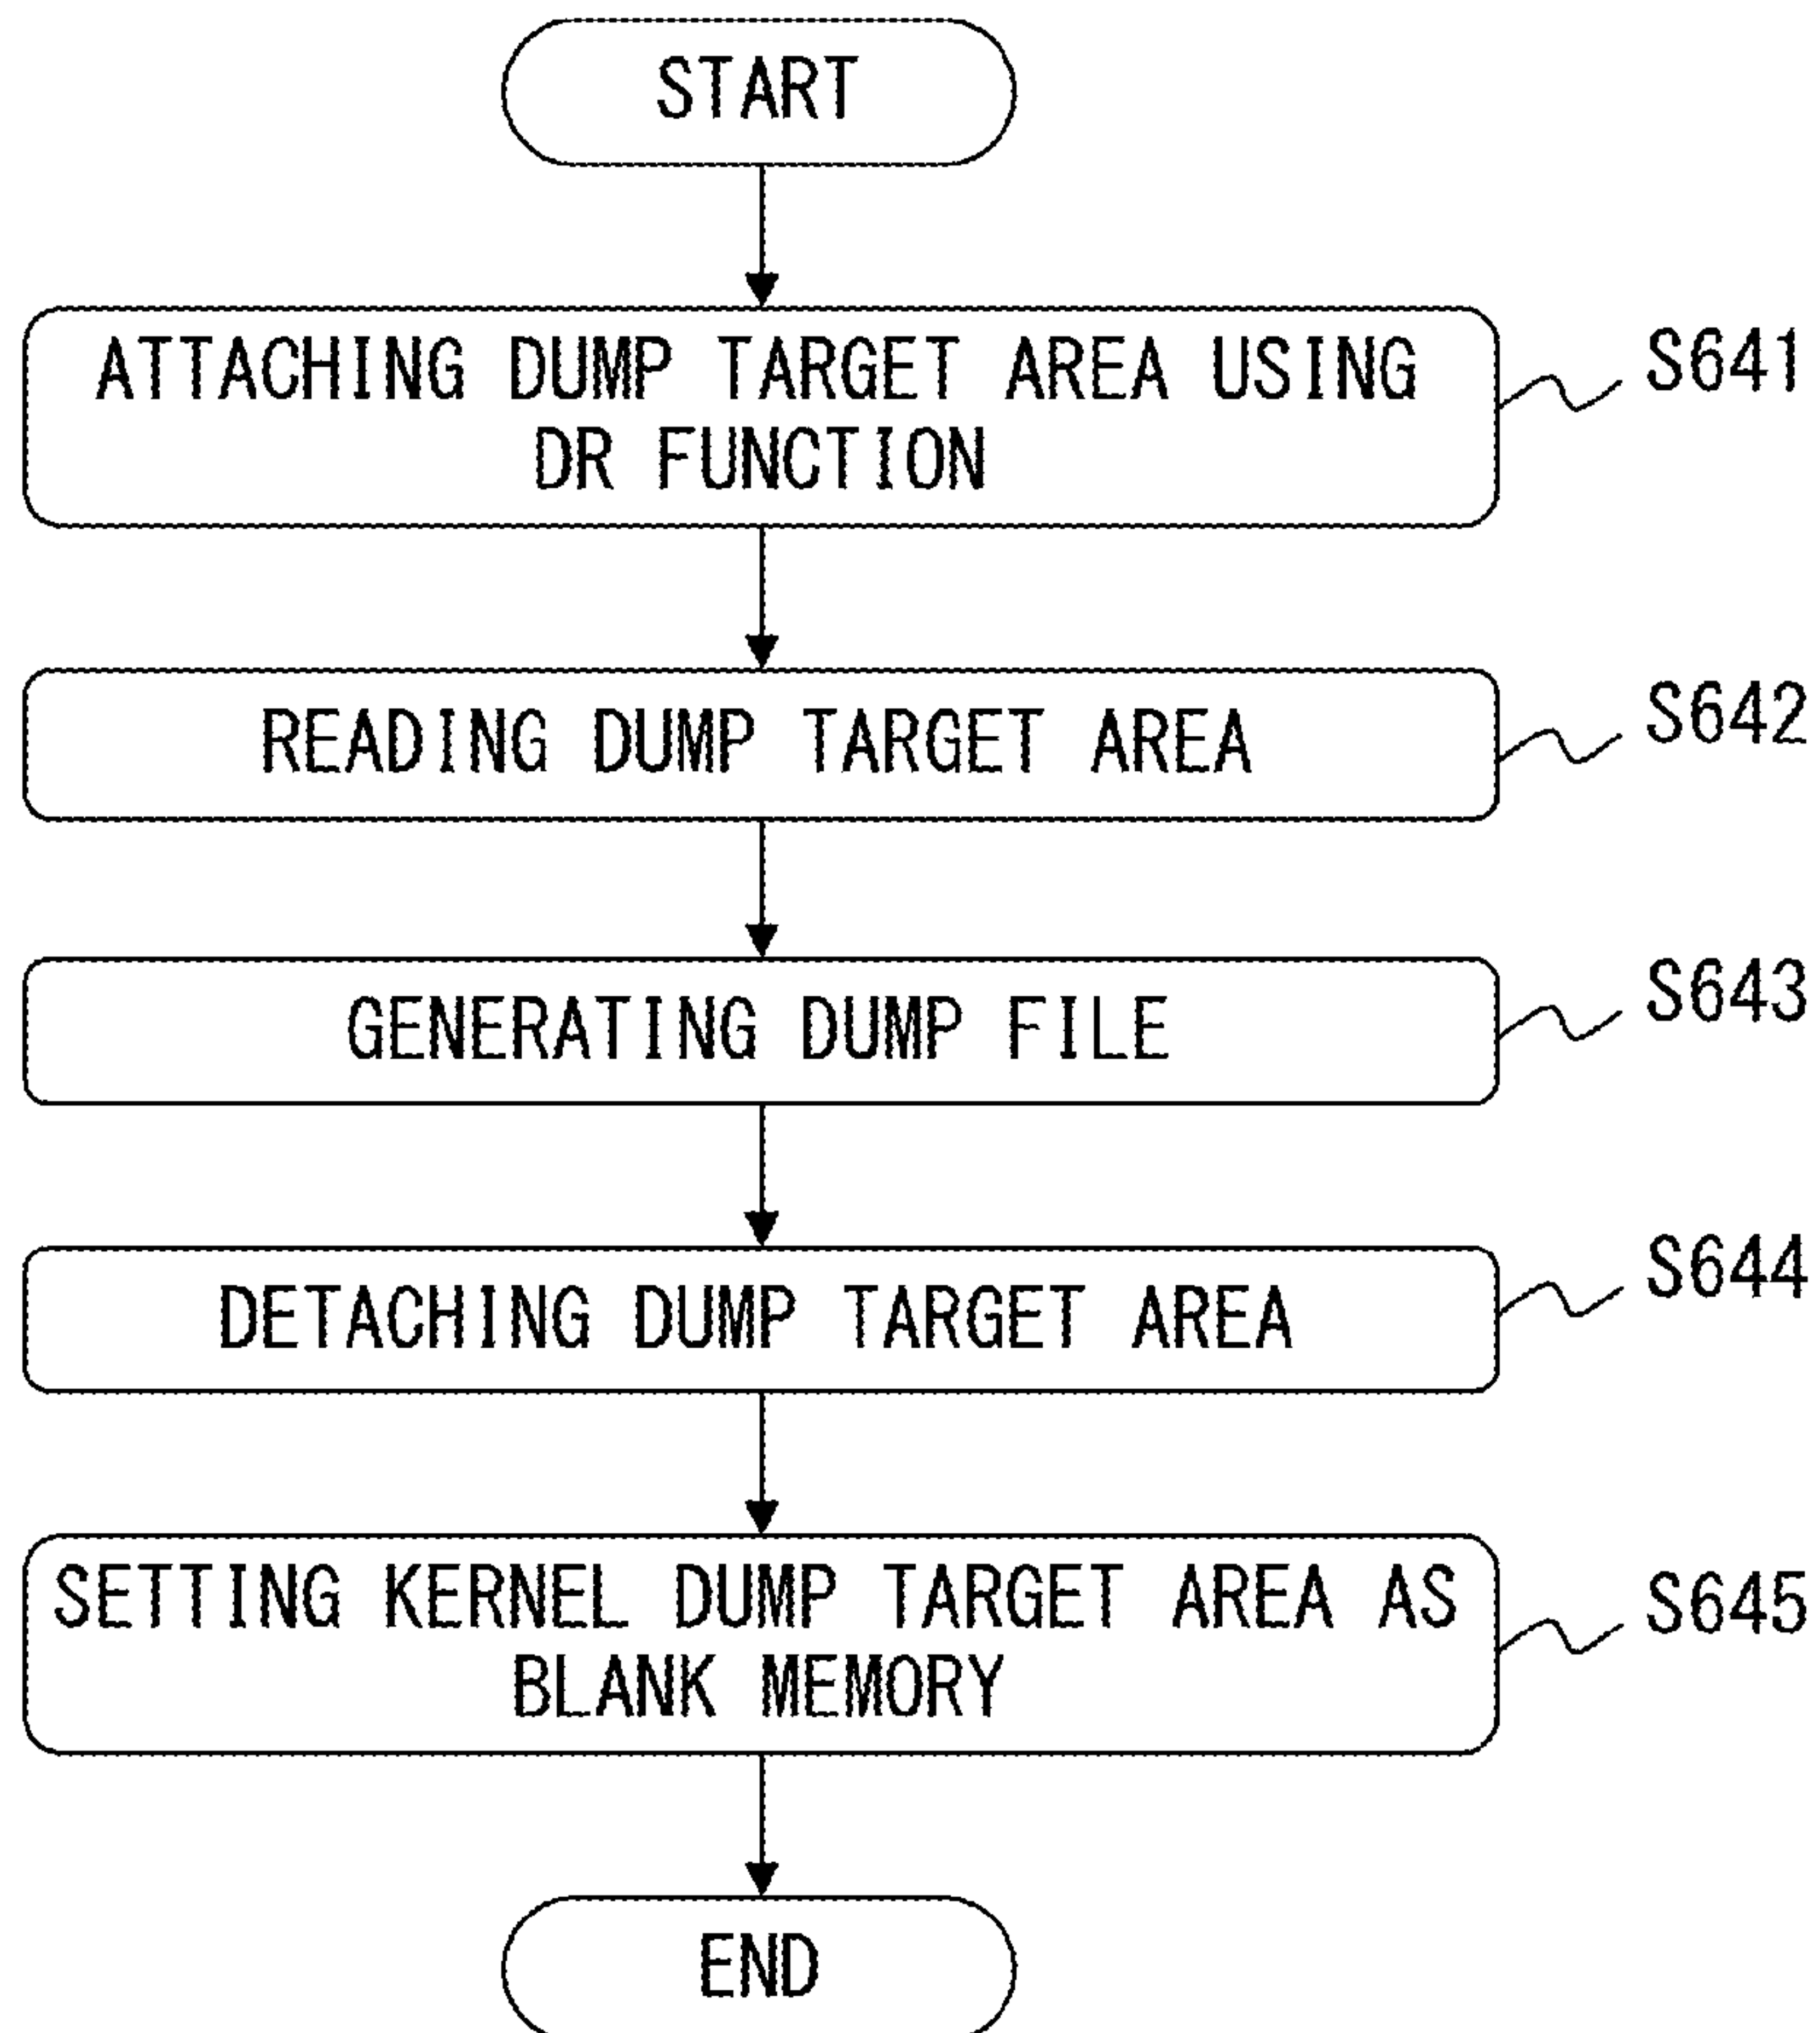 START
ATTACHING DUMP TARGET AREA USING
DR FUNCTION
S641
READING DUMP TARGET AREA
S642
GENERATING DUMP FILE
S643
DETACHING DUMP TARGET AREA
S644
SETTING KERNEL DUMP TARGET AREA AS
BLANK MEMORY
S645
END